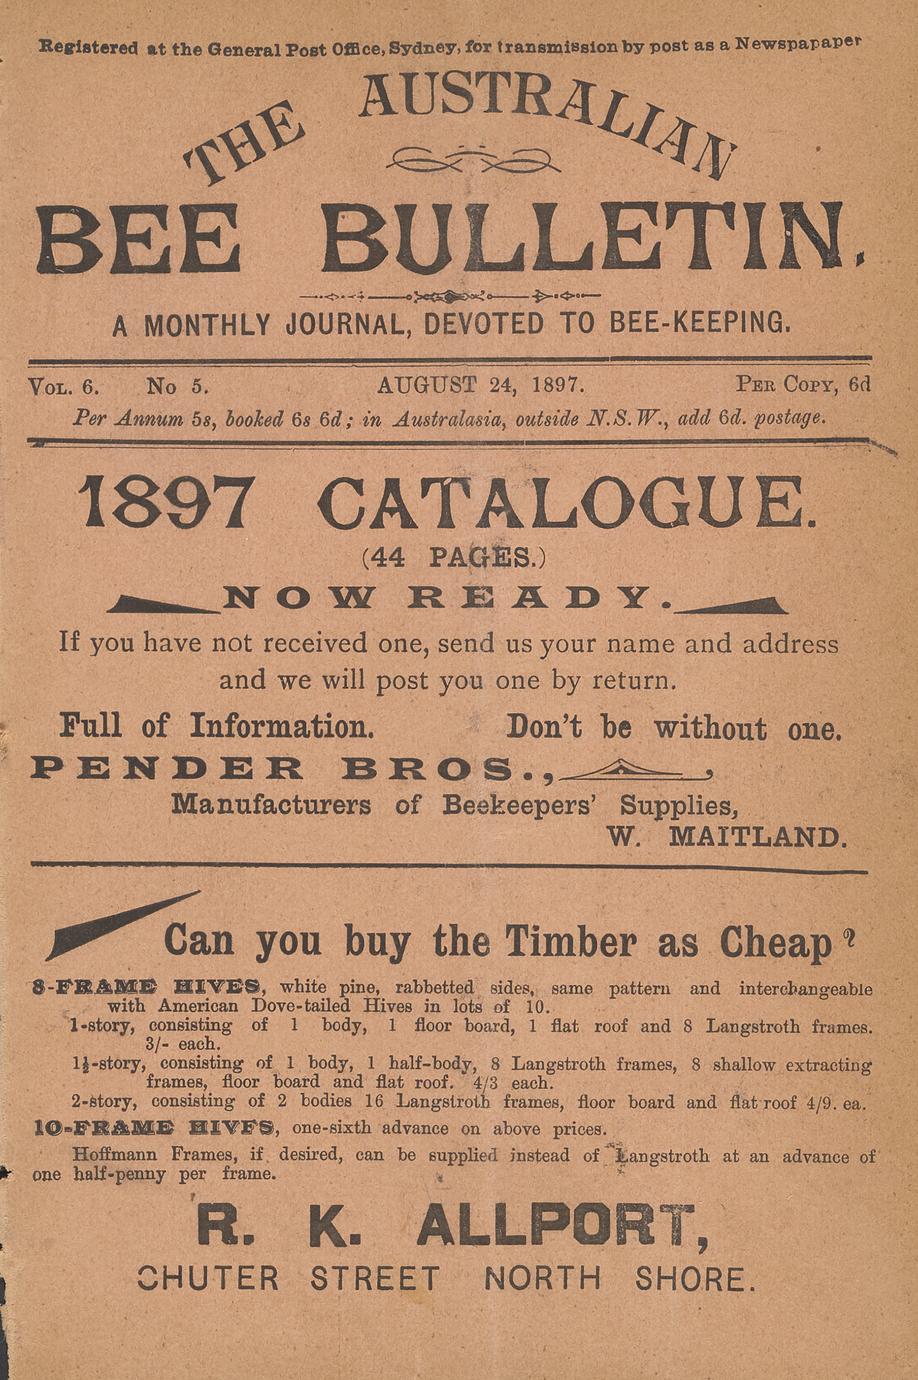 Registered at the General Post Office, Sydney, for transmission by post as a Newspapaper
THE AUSTRALIAN
BEE BULLETIN.
A MONTHLY JOURNAL, DEVOTED TO BEE-KEEPING.
VOL. 6. No 5. AUGUST 24, 1897. PER COPY, 6d
Per Annum 5s, booked 6s 6d; in Australasia, outside N.S.W., add 6d. postage.
1897 CATALOGUE.
(44 PAGES.)
NOW READY.
If you have not received one, send us your name and address
and we will post you one by return.
Full of Information. Don't be without one.
PENDER BROS.,
Manufacturers of Beekeepers' Supplies,
W. MAITLAND.
Can you buy the Timber as Cheap?
8-FRAME HIVES, white pine, rabbetted sides, same pattern and interchangeable
with American Dove-tailed Hives in lots of 10.
1-story, consisting of 1 body, 1 floor board, 1 flat roof and 8 Langstroth frames.
3/- each.
1½-story, consisting of 1 body, 1 half-body, 8 Langstroth frames, 8 shallow extracting
frames, floor board and flat roof. 4/3 each.
2-story, consisting of 2 bodies 16 Langstroth frames, floor board and flat roof 4/9. ea.
10-FRAME HIVES, one-sixth advance on above prices.
Hoffmann Frames, if desired, can be supplied instead of Langstroth at an advance of
one half-penny per frame.
R. K. ALLPORT,
CHUTER STREET NORTH SHORE.